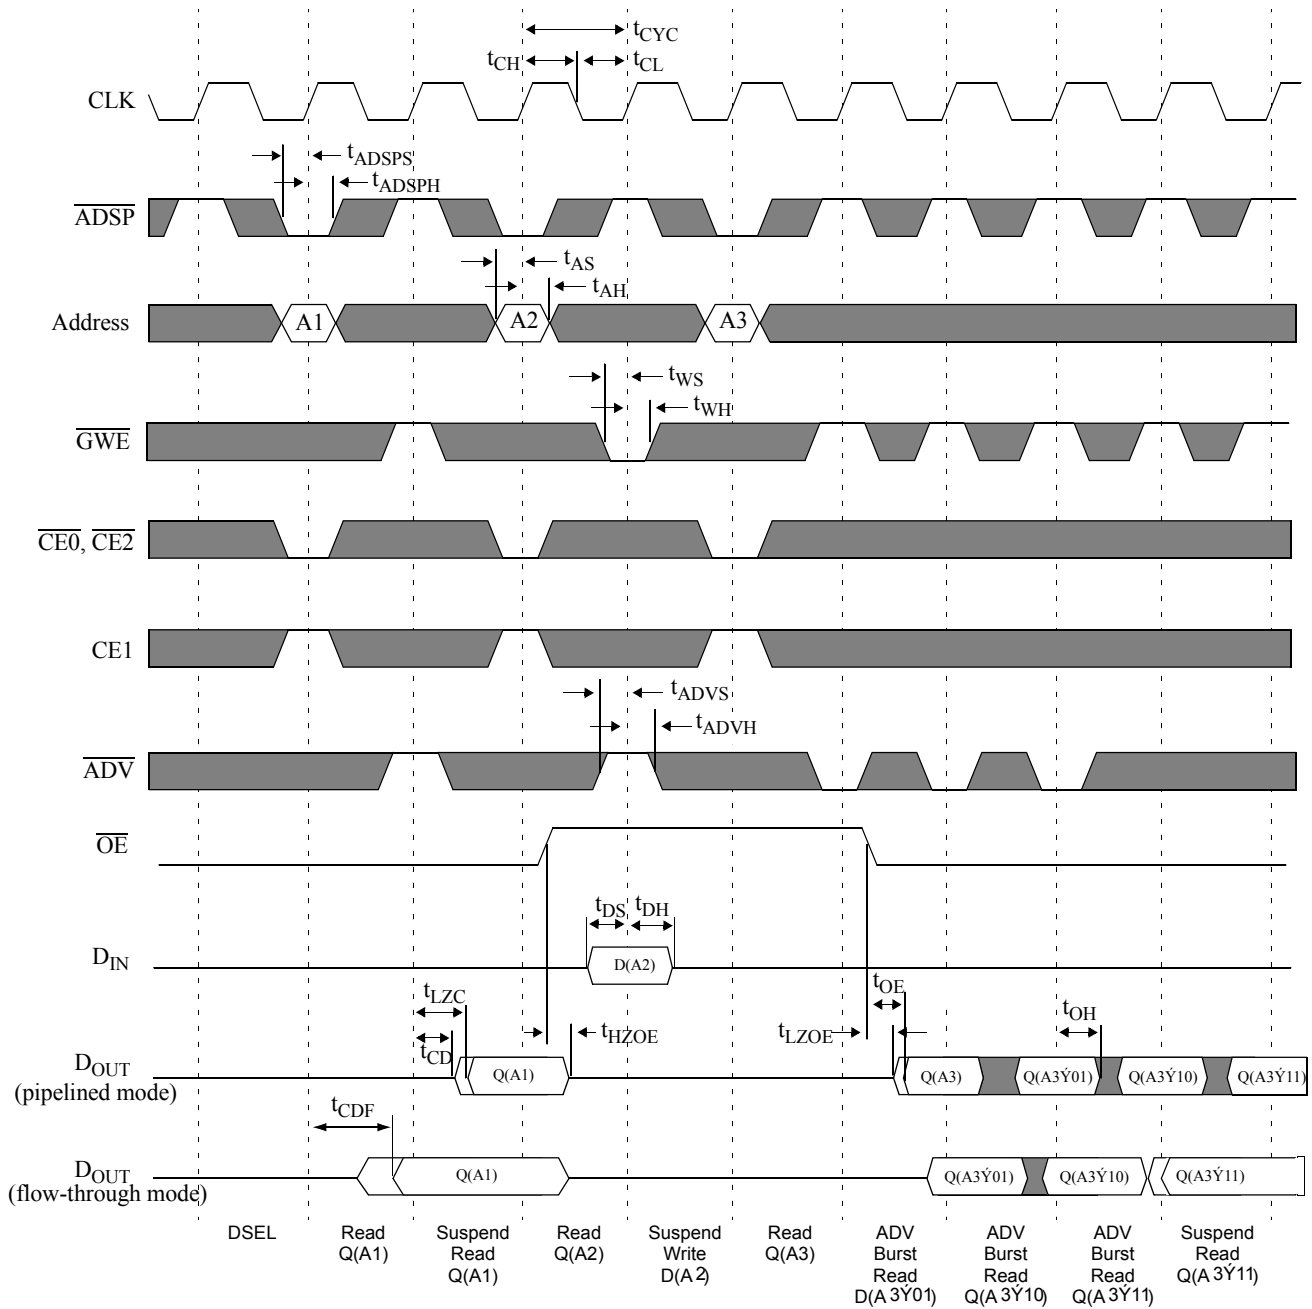 tCYC
tCH
tCL
CLK
tADSPS
tADSPH
ADSP
tAS
tAH
Address
A1
A2
A3
tWS
tWH
GWE
CE0, CE2
CE1
tADVS
tADVH
ADV
OE
tDS
tDH
DIN
D(A2)
tLZC
tOE
tOH
tCD
tHZOE
tLZOE
DOUT
(pipelined mode)
Q(A1)
Q(A3)
Q(A3Ý01)
Q(A3Ý10)
Q(A3Ý11)
tCDF
DOUT
(flow-through mode)
Q(A1)
Q(A3Ý01)
Q(A3Ý10)
Q(A3Ý11)
DSEL
Read
Q(A1)
Suspend
Read
Q(A1)
Read
Q(A2)
Suspend
Write
D(A2)
Read
Q(A3)
ADV
Burst
Read
D(A3Ý01)
ADV
Burst
Read
Q(A3Ý10)
ADV
Burst
Read
Q(A3Ý11)
Suspend
Read
Q(A3Ý11)